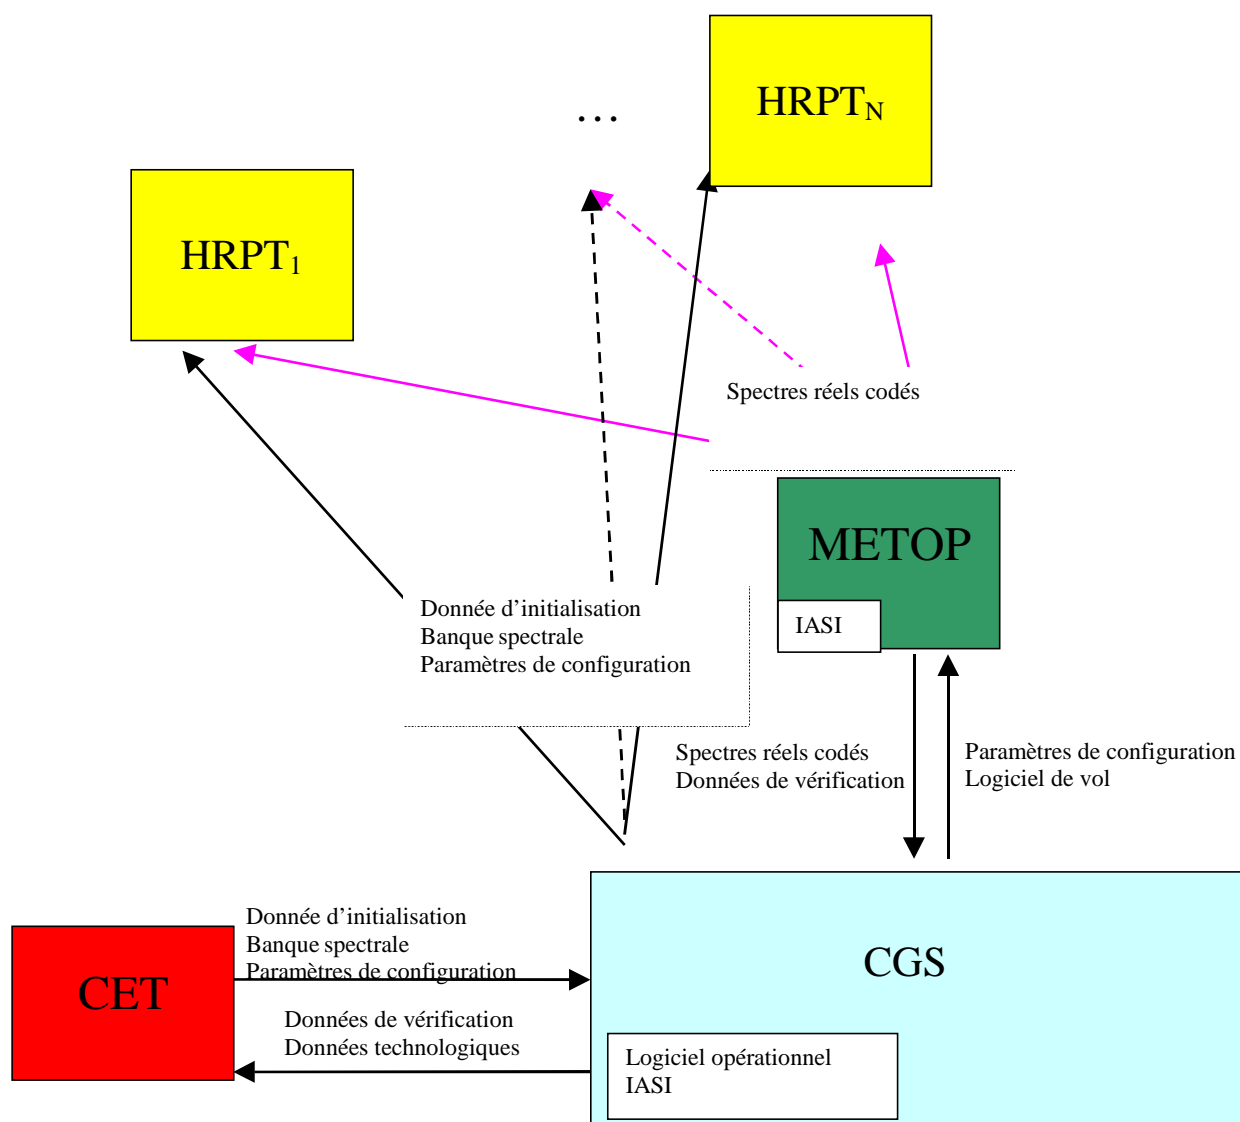 HRPTN
...
HRPT1
Spectres réels codés
METOP
IASI
Donnée d’initialisation
Banque spectrale
Paramètres de configuration
Spectres réels codés
Données de vérification
Paramètres de configuration
Logiciel de vol
Donnée d’initialisation
Banque spectrale
Paramètres de configuration
CET
CGS
Données de vérification
Données technologiques
Logiciel opérationnel
IASI